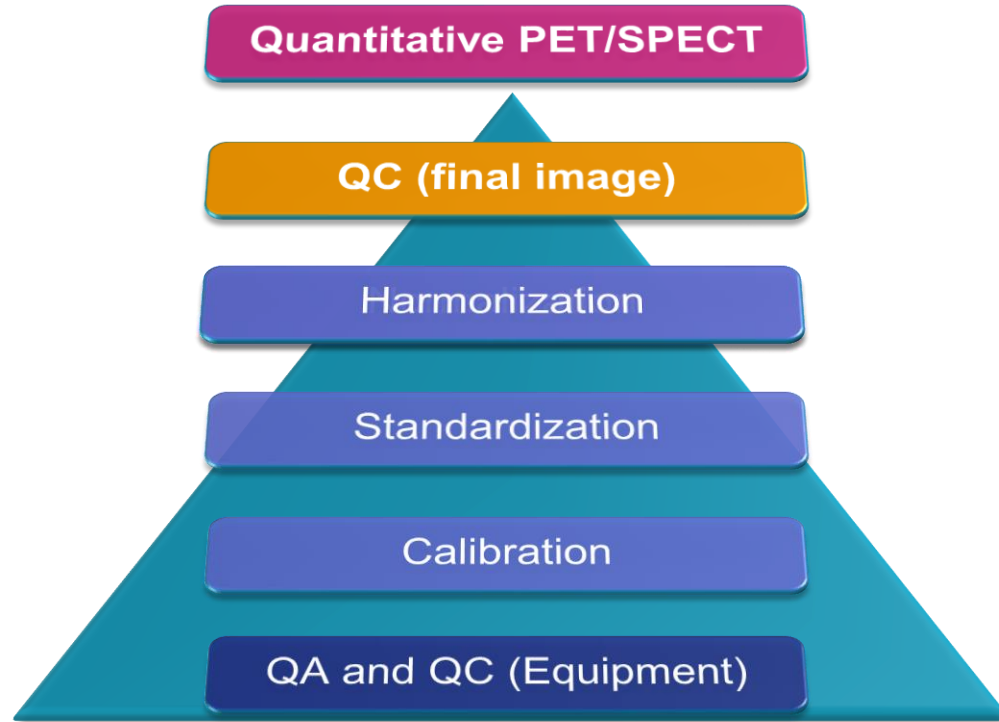 Quantitative PET/SPECT
QC (final image)
Harmonization
Standardization
Calibration
QA and QC (Equipment)